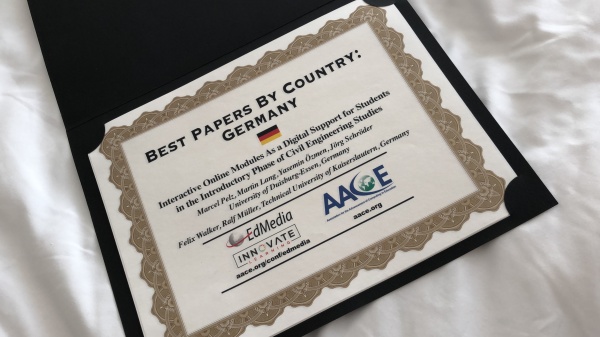 BEST PAPERS BY COUNTRY:
GERMANY
Interactive Online Modules As a Digital Support for Students
in the Introductory Phase of Civil Engineering Studies
Marcel Pelz, Martin Lang, Yasemin Özmen, Jörg Schröder
University of Duisburg-Essen, Germany
Felix Walker, Ralf Müller, Technical University of Kaiserslautern, Germany
EdMedia
INNOVATE
LEARNING
aace.org/conf/edmedia
AACE
aace.org